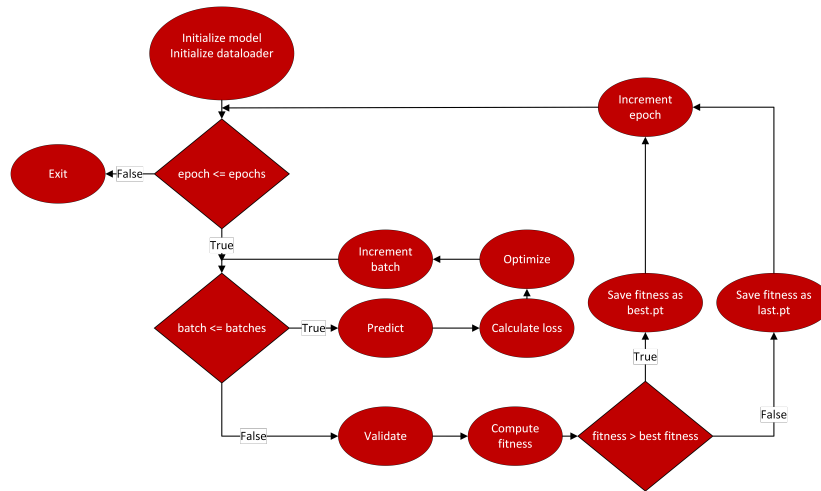 Initialize model
Initialize dataloader
Increment
epoch
Exit
False
epoch <= epochs
True
Increment
batch
Optimize
batch <= batches
True
Predict
Calculate loss
Save fitness as
best.pt
Save fitness as
last.pt
True
False
False
Validate
Compute
fitness
fitness > best fitness